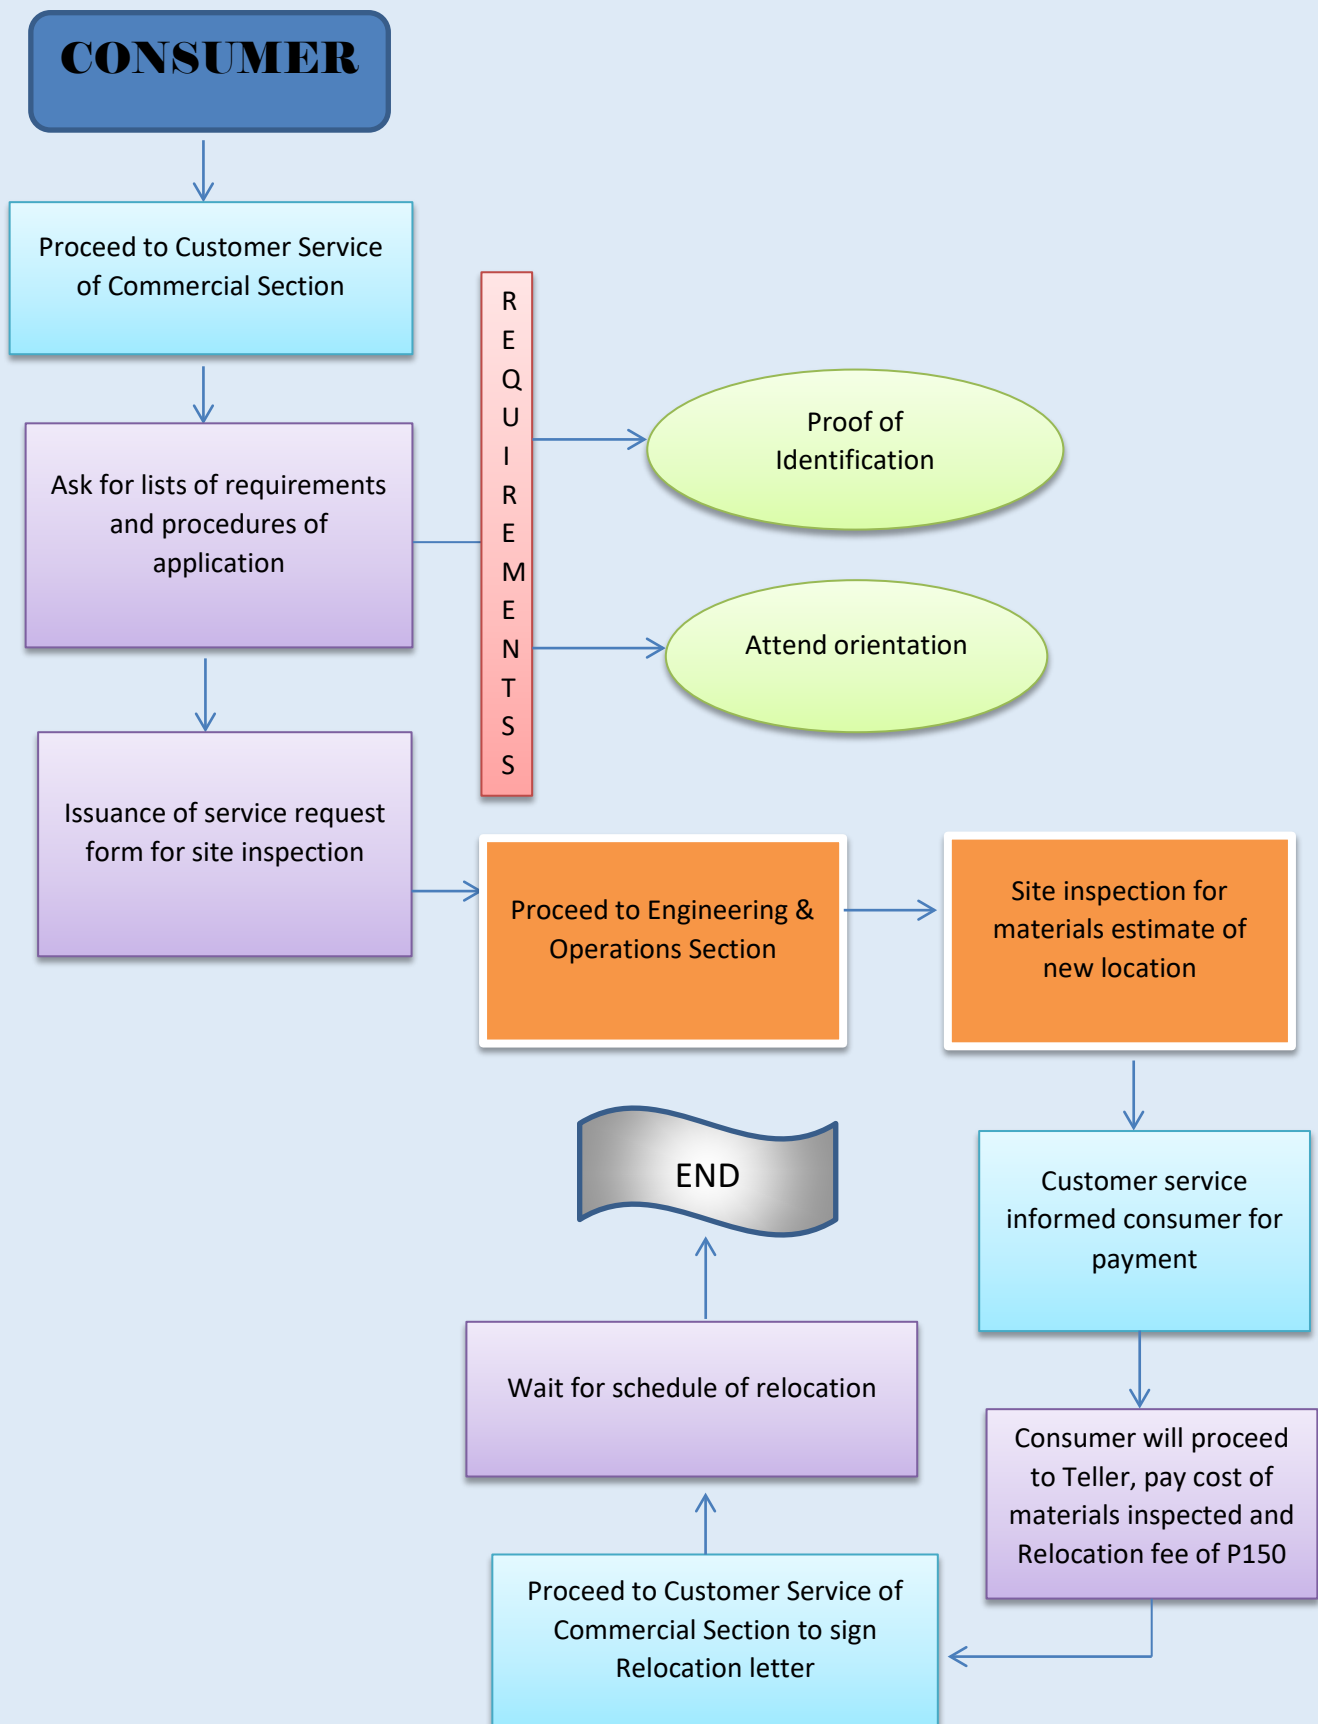 CONSUMER
Proceed to Customer Service
of Commercial Section
Ask for lists of requirements
and procedures of
application
R
E
Q
U
I
R
E
M
E
N
T
S
S
Proof of
Identification
Attend orientation
Issuance of service request
form for site inspection
Proceed to Engineering &
Operations Section
Site inspection for
materials estimate of
new location
Customer service
informed consumer for
payment
Consumer will proceed
to Teller, pay cost of
materials inspected and
Relocation fee of P150
Proceed to Customer Service of
Commercial Section to sign
Relocation letter
Wait for schedule of relocation
END